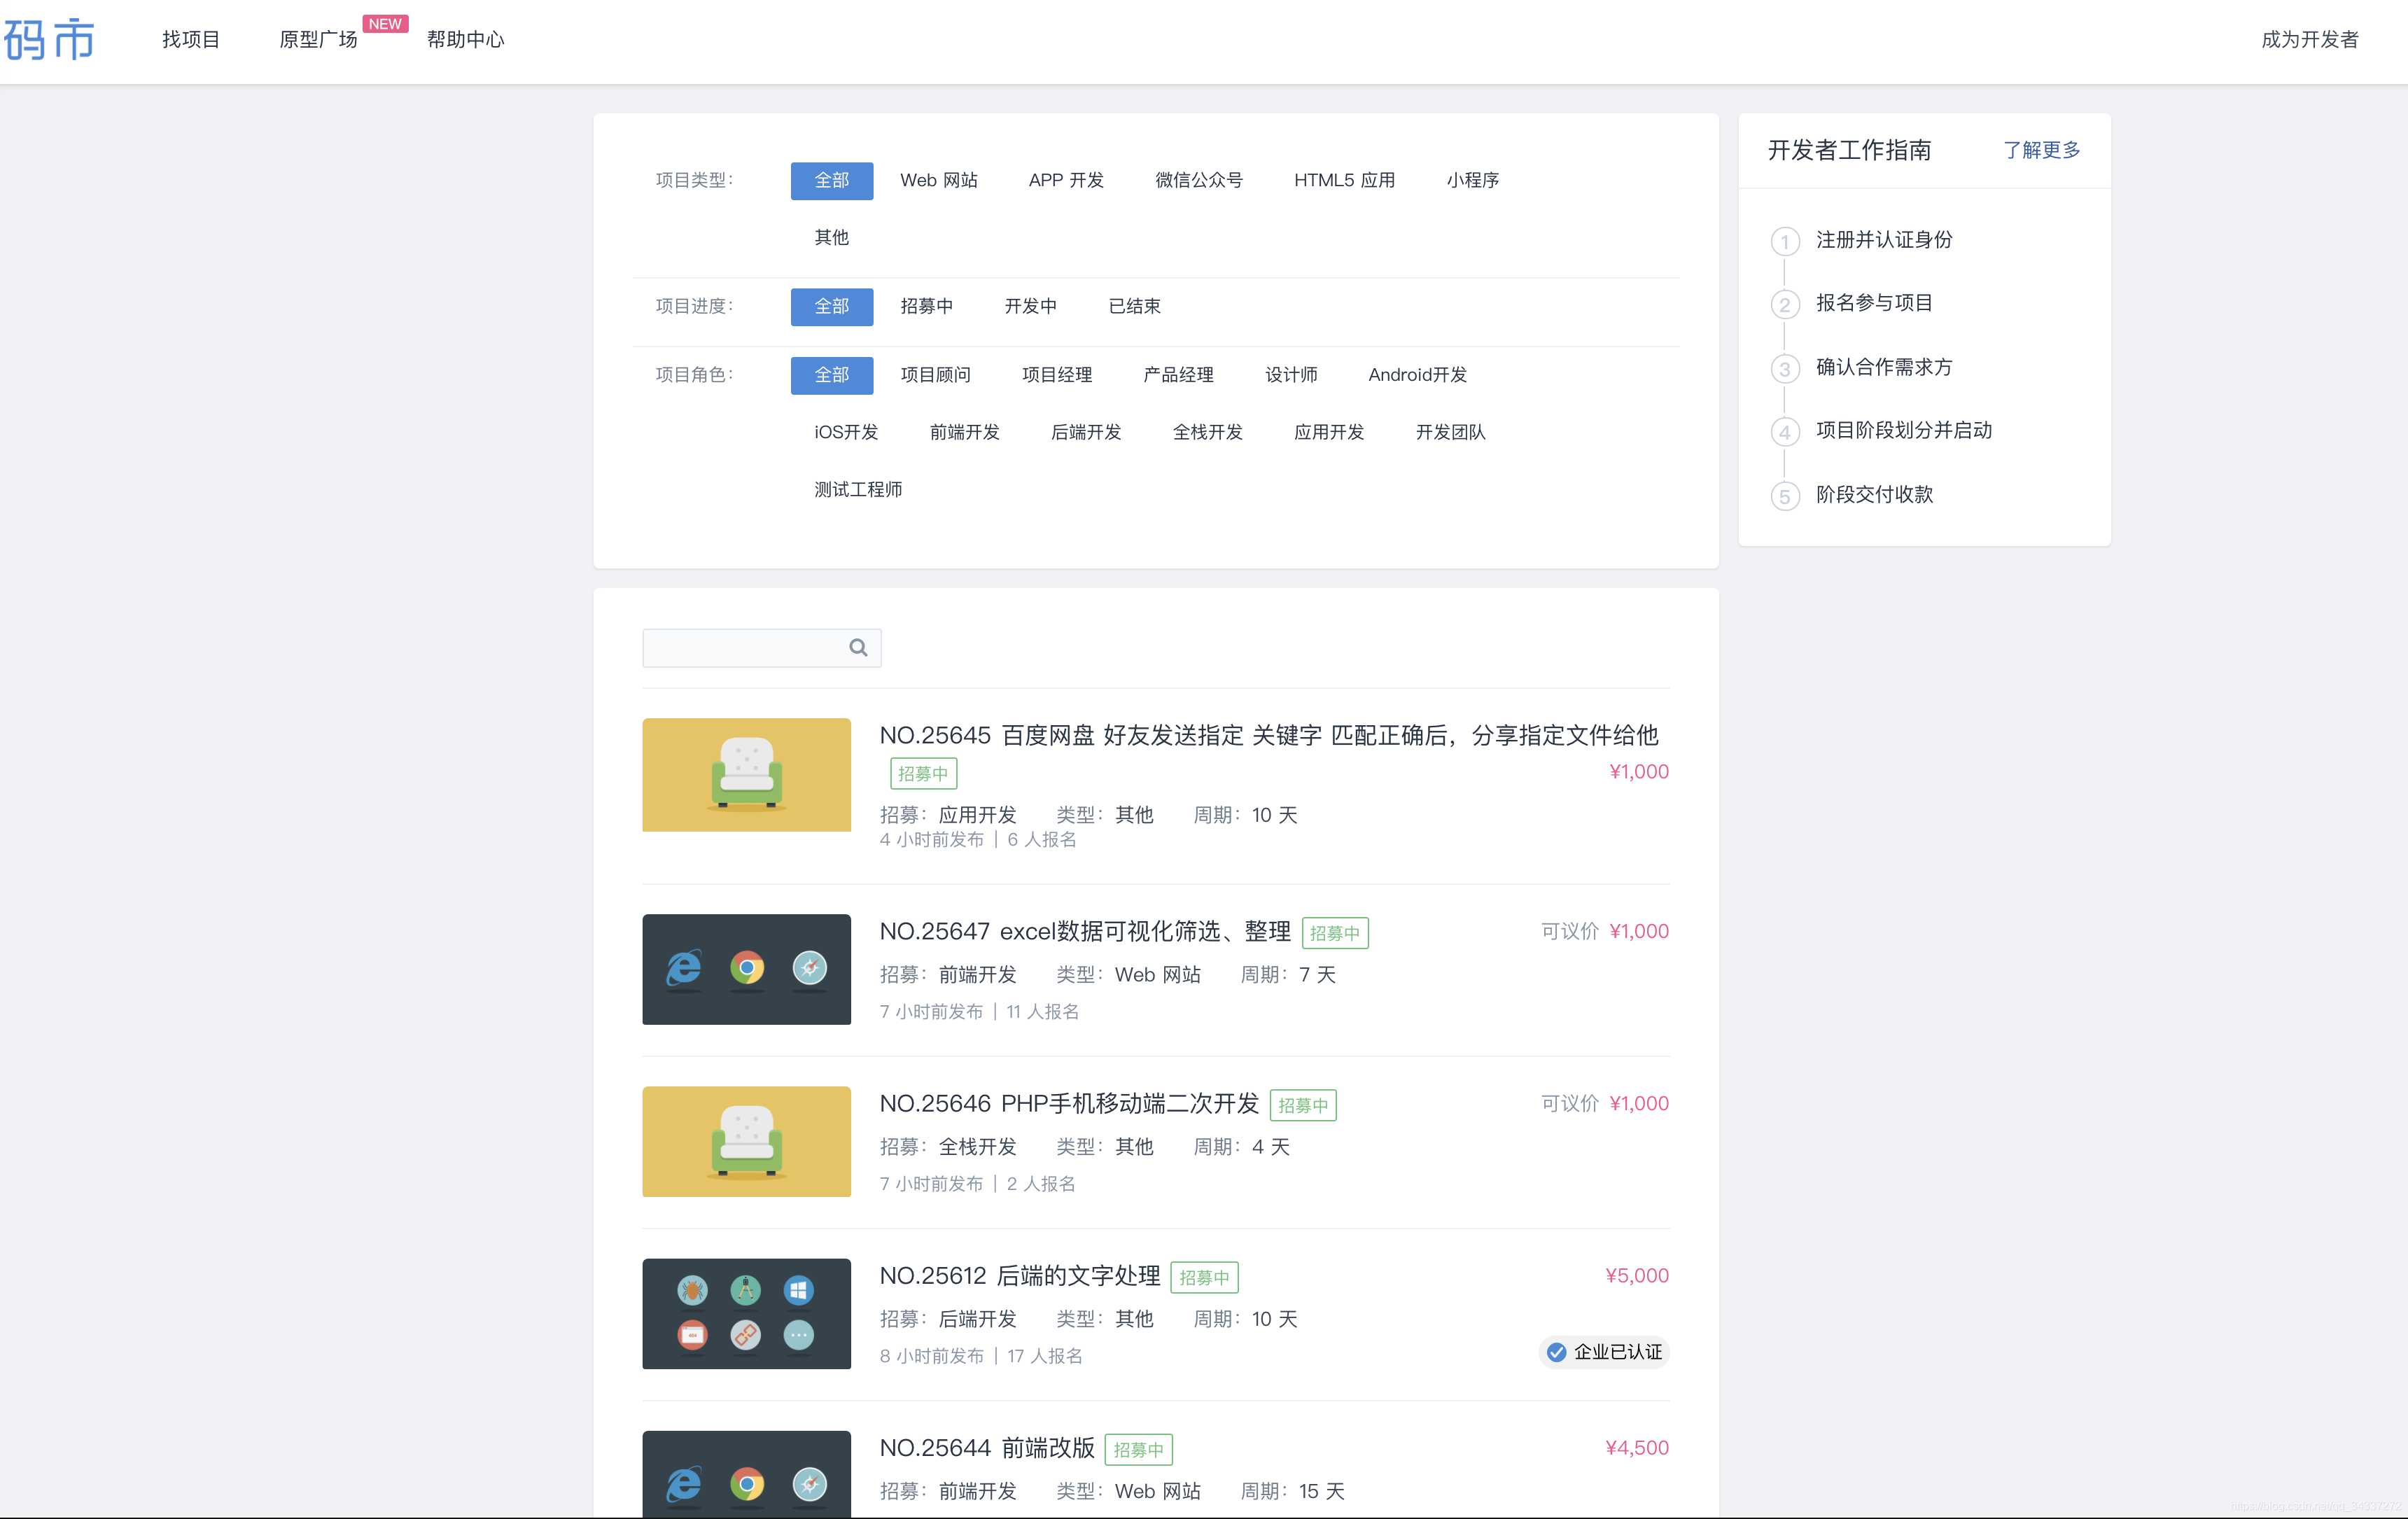 码市 找项目 原型广场 NEW 帮助中心 成为开发者
项目类型： 全部 Web 网站 APP 开发 微信公众号 HTML5 应用 小程序
其他
项目进度： 全部 招募中 开发中 已结束
项目角色： 全部 项目顾问 项目经理 产品经理 设计师 Android开发
iOS开发 前端开发 后端开发 全栈开发 应用开发 开发团队
测试工程师
开发者工作指南 了解更多
1 注册并认证身份
2 报名参与项目
3 确认合作需求方
4 项目阶段划分并启动
5 阶段交付收款
NO.25645 百度网盘 好友发送指定 关键字 匹配正确后，分享指定文件给他
招募中 ¥1,000
招募： 应用开发 类型： 其他 周期： 10 天
4 小时前发布 | 6 人报名
NO.25647 excel数据可视化筛选、整理 招募中 可议价 ¥1,000
招募： 前端开发 类型： Web 网站 周期： 7 天
7 小时前发布 | 11 人报名
NO.25646 PHP手机移动端二次开发 招募中 可议价 ¥1,000
招募： 全栈开发 类型： 其他 周期： 4 天
7 小时前发布 | 2 人报名
NO.25612 后端的文字处理 招募中 ¥5,000
招募： 后端开发 类型： 其他 周期： 10 天
404
8 小时前发布 | 17 人报名 企业已认证
NO.25644 前端改版 招募中 ¥4,500
招募： 前端开发 类型： Web 网站 周期： 15 天
https://blog.csdn.net/qq_34337272